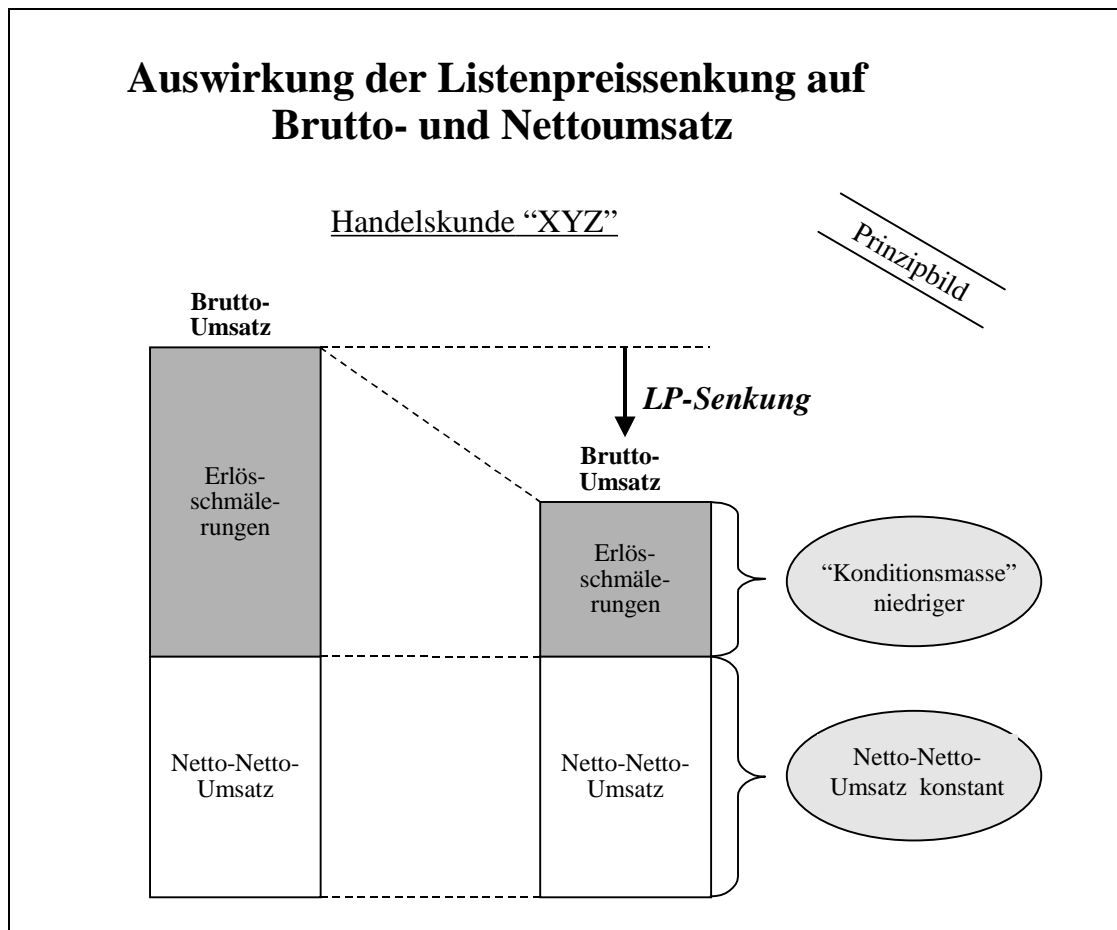 Auswirkung der Listenpreissenkung auf
Brutto- und Nettoumsatz
Handelskunde “XYZ”
Prinzipbild
Brutto-
Umsatz
LP-Senkung
Brutto-
Umsatz
Erlös-
schmäle-
rungen
Erlös-
schmäle-
rungen
“Konditionsmasse”
niedriger
Netto-Netto-
Umsatz
Netto-Netto-
Umsatz
Netto-Netto-
Umsatz konstant